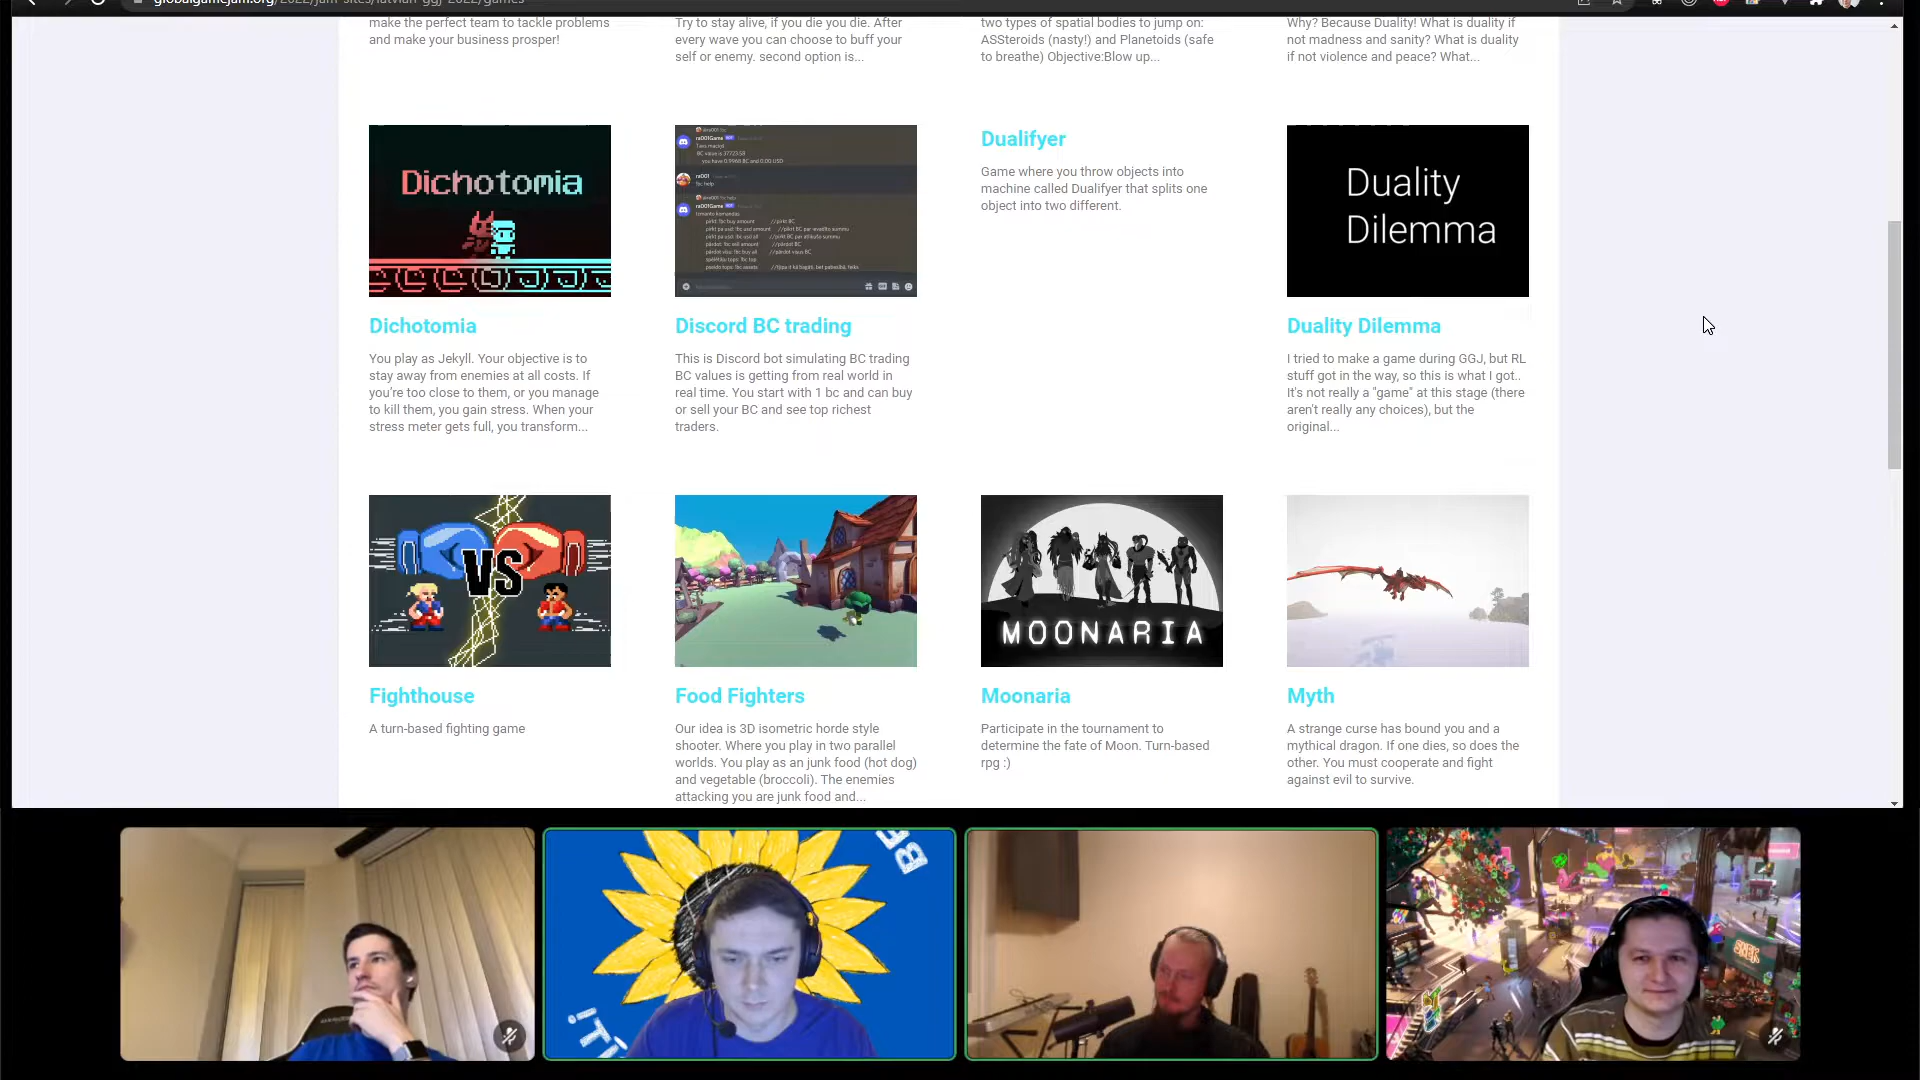 globalgamejam.org/2022/jam-sites/latvian-ggj-2022/games
make the perfect team to tackle problems
and make your business prosper!
Try to stay alive, if you die you die. After
every wave you can choose to buff your
self or enemy. second option is...
two types of spatial bodies to jump on:
ASSteroids (nasty!) and Planetoids (safe
to breathe) Objective:Blow up...
Why? Because Duality! What is duality if
not madness and sanity? What is duality
if not violence and peace? What...
Dichotomia
Dichotomia
You play as Jekyll. Your objective is to
stay away from enemies at all costs. If
you're too close to them, or you manage
to kill them, you gain stress. When your
stress meter gets full, you transform...
Discord BC trading
This is Discord bot simulating BC trading
BC values is getting from real world in
real time. You start with 1 bc and can buy
or sell your BC and see top richest
traders.
Dualifyer
Game where you throw objects into
machine called Dualifyer that splits one
object into two different.
Duality
Dilemma
Duality Dilemma
I tried to make a game during GGJ, but RL
stuff got in the way, so this is what I got..
It's not really a "game" at this stage (there
aren't really any choices), but the
original...
VS
Fighthouse
A turn-based fighting game
Food Fighters
Our idea is 3D isometric horde style
shooter. Where you play in two parallel
worlds. You play as an junk food (hot dog)
and vegetable (broccoli). The enemies
attacking you are junk food and...
MOONARIA
Moonaria
Participate in the tournament to
determine the fate of Moon. Turn-based
rpg :)
Myth
A strange curse has bound you and a
mythical dragon. If one dies, so does the
other. You must cooperate and fight
against evil to survive.